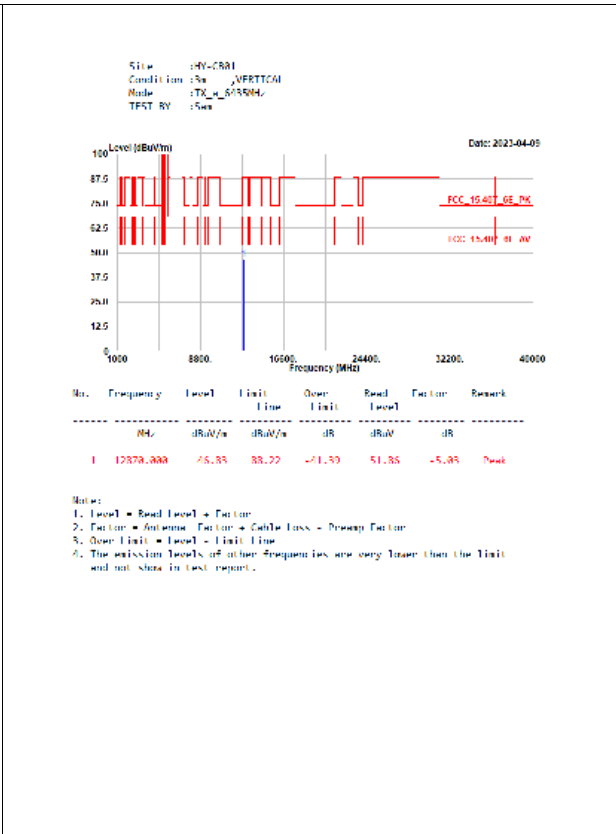 Site :HY-CB01
Condition :3m ,VERTICAL
Mode :TX_a_6435MHz
TEST BY :Sam
Level (dBuV/m) Date: 2023-04-09
100
87.5
75.0 FCC_15.407_6E_PK
62.5
FCC_15.407_6E_AV
50.0
1
37.5
25.0
12.5
0
1000 8800. 16600. 24400. 32200. 40000
Frequency (MHz)
No. Frequency Level Limit Over Read Factor Remark
Line Limit Level
MHz dBuV/m dBuV/m dB dBuV dB
1 12870.000 46.83 88.22 -41.39 51.86 -5.03 Peak
Note:
1. Level = Read Level + Factor
2. Factor = Antenna Factor + Cable Loss - Preamp Factor
3. Over Limit = Level - Limit Line
4. The emission levels of other frequencies are very lower than the limit
and not show in test report.